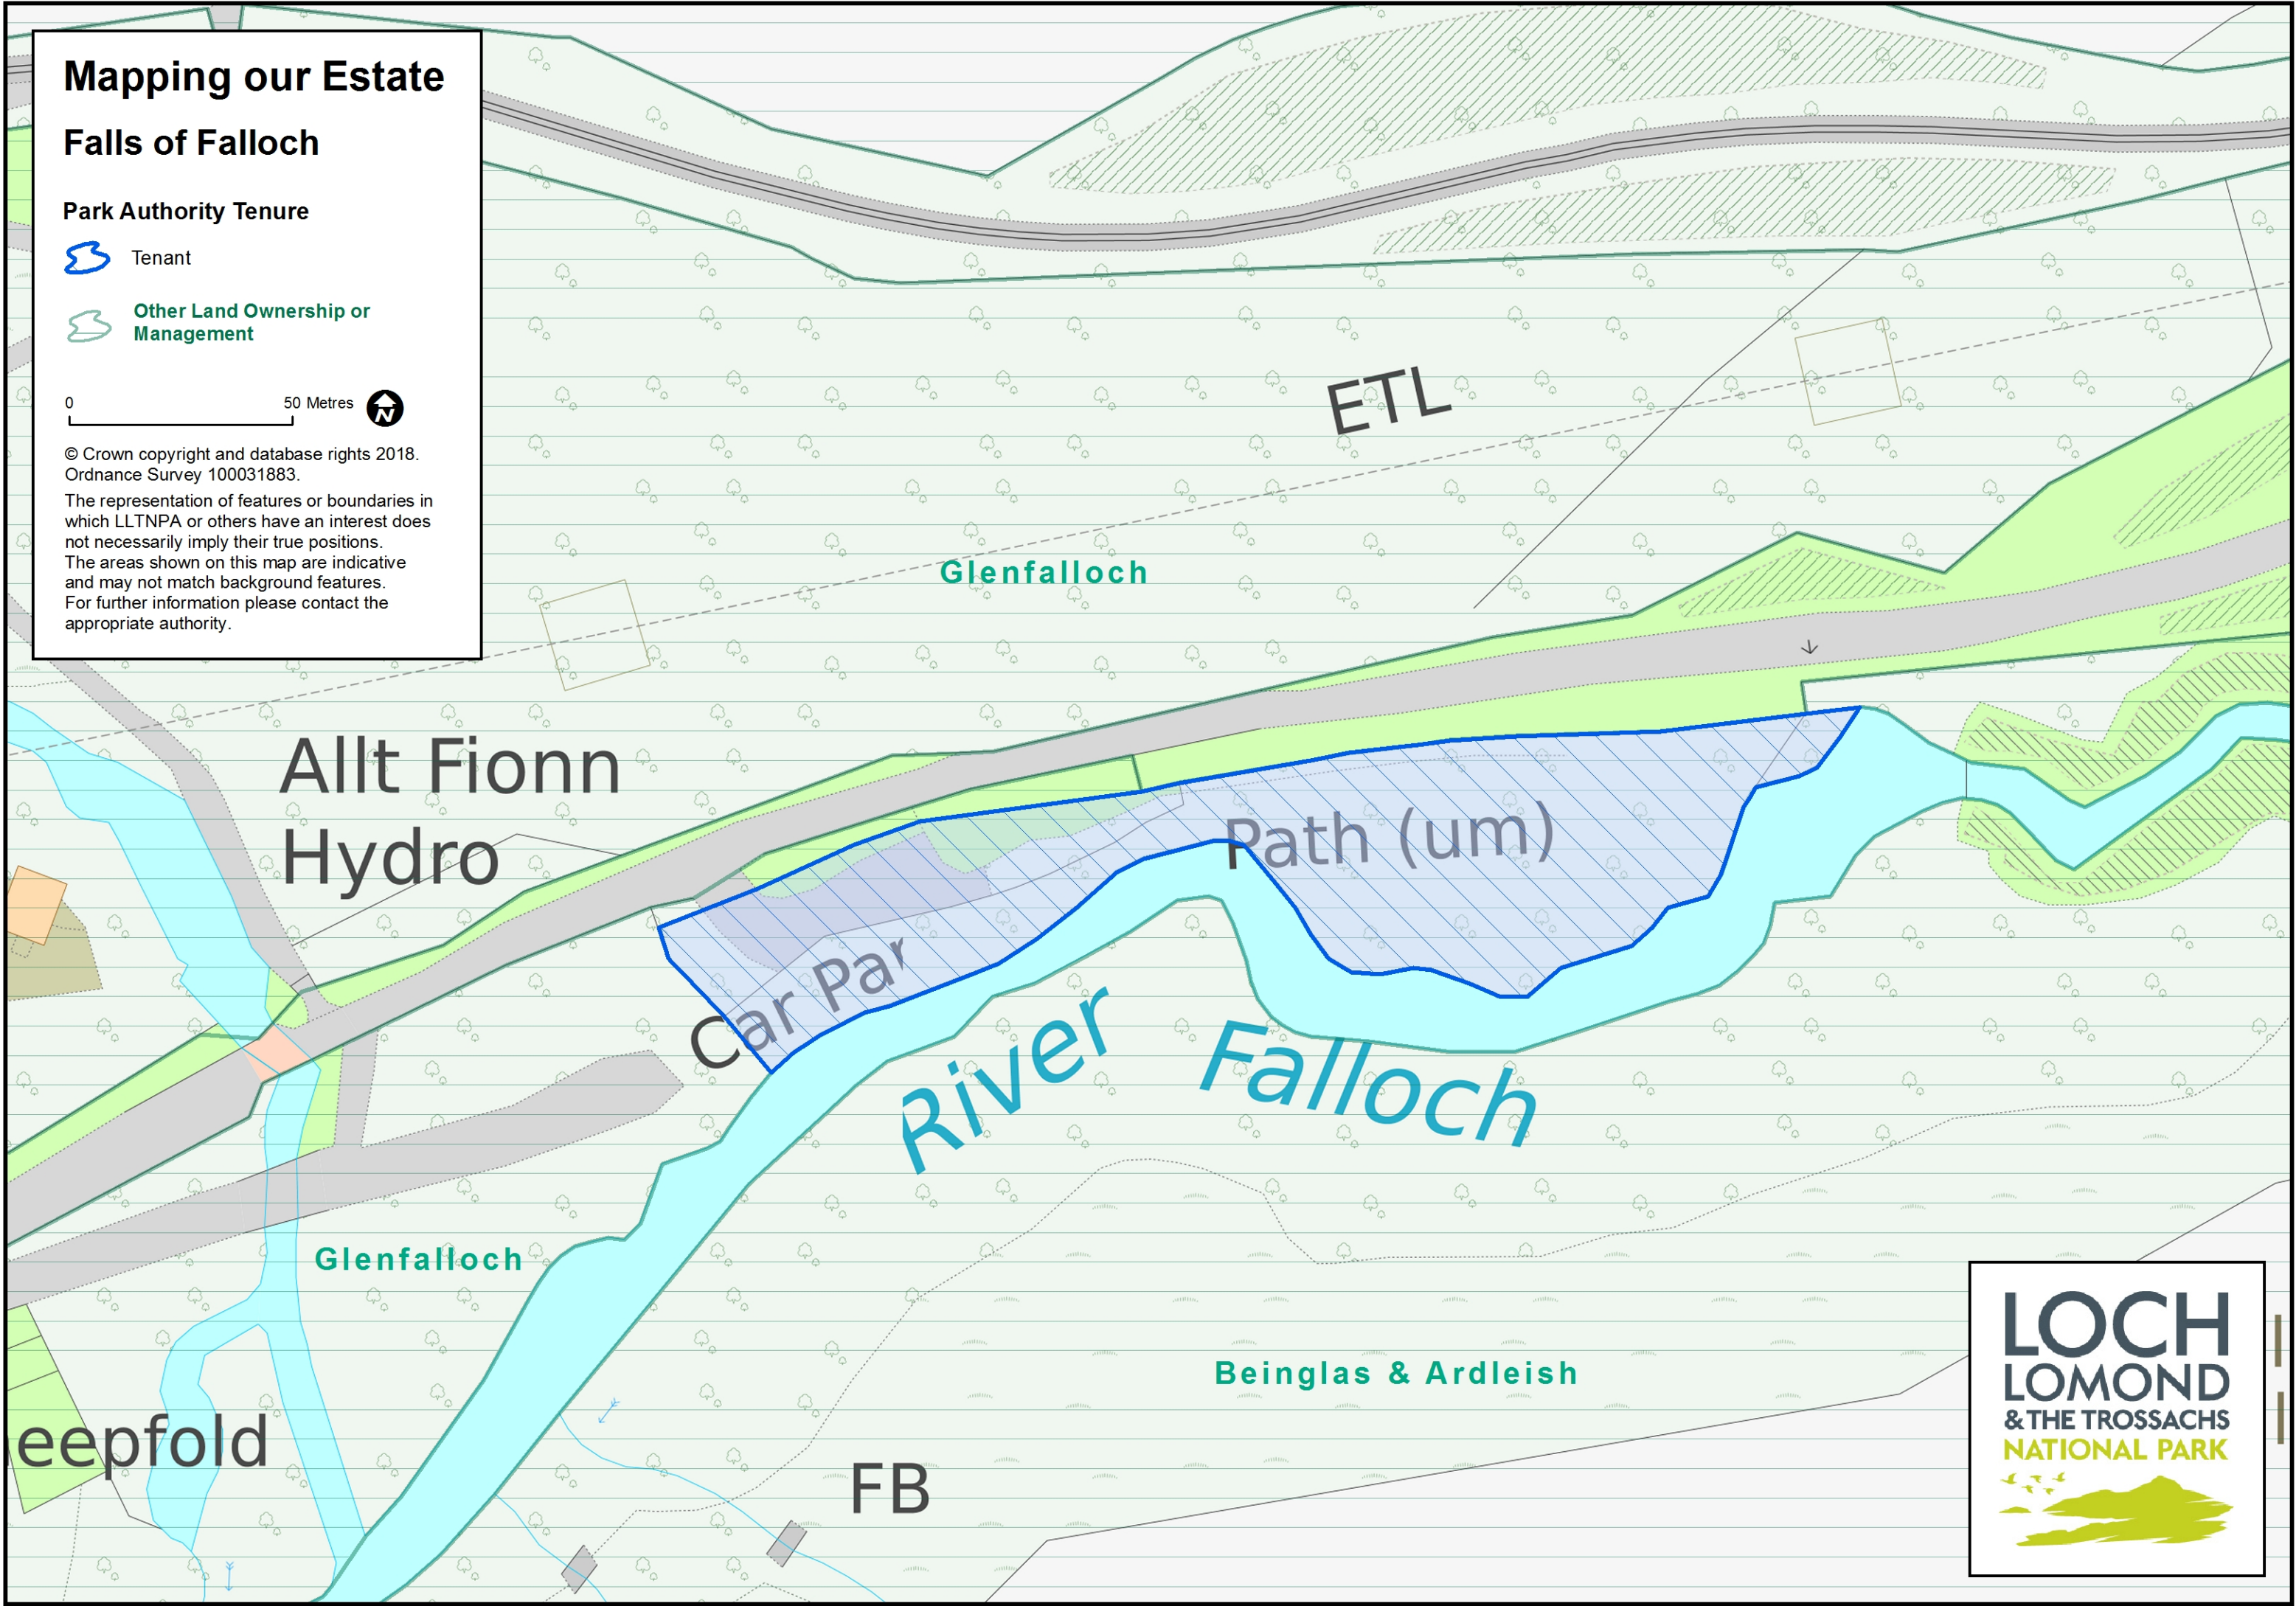 Mapping our Estate
Falls of Falloch
Park Authority Tenure
Tenant
Other Land Ownership or
Management
0 50 Metres
N
© Crown copyright and database rights 2018.
Ordnance Survey 100031883.
The representation of features or boundaries in
which LLTNPA or others have an interest does
not necessarily imply their true positions.
The areas shown on this map are indicative
and may not match background features.
For further information please contact the
appropriate authority.
ETL
Glenfalloch
Allt Fionn
Hydro
Path (um)
Car Par
River Falloch
Glenfalloch
Beinglas & Ardleish
eepfold
FB
LOCH
LOMOND
& THE TROSSACHS
NATIONAL PARK